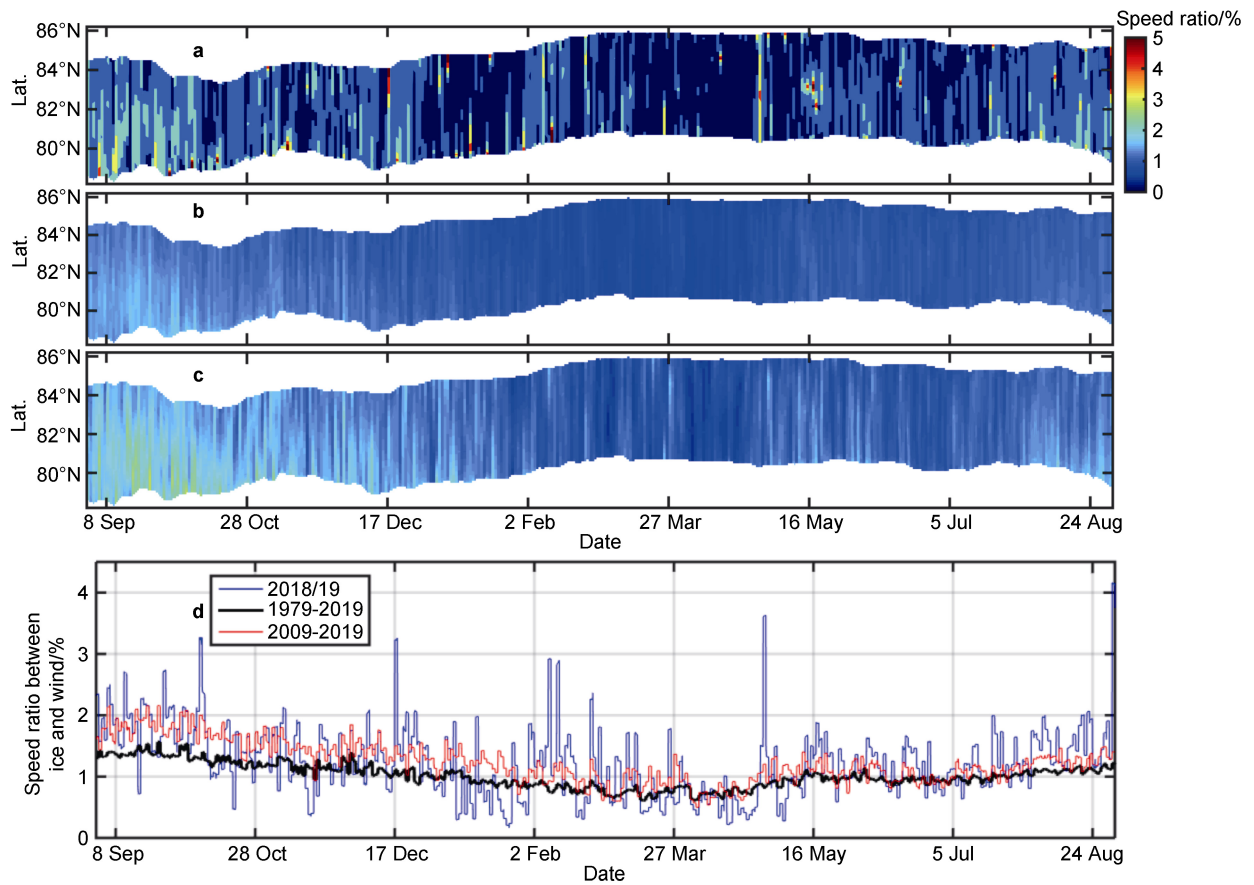 Speed ratio/%
86°N
84°N
82°N
80°N
Lat.
a
5
4
3
2
1
0
86°N
84°N
82°N
80°N
Lat.
b
86°N
84°N
82°N
80°N
Lat.
c
8 Sep 28 Oct 17 Dec 2 Feb 27 Mar 16 May 5 Jul 24 Aug
Date
4
3
2
1
0
Speed ratio between
ice and wind/%
d
2018/19
1979-2019
2009-2019
8 Sep 28 Oct 17 Dec 2 Feb 27 Mar 16 May 5 Jul 24 Aug
Date